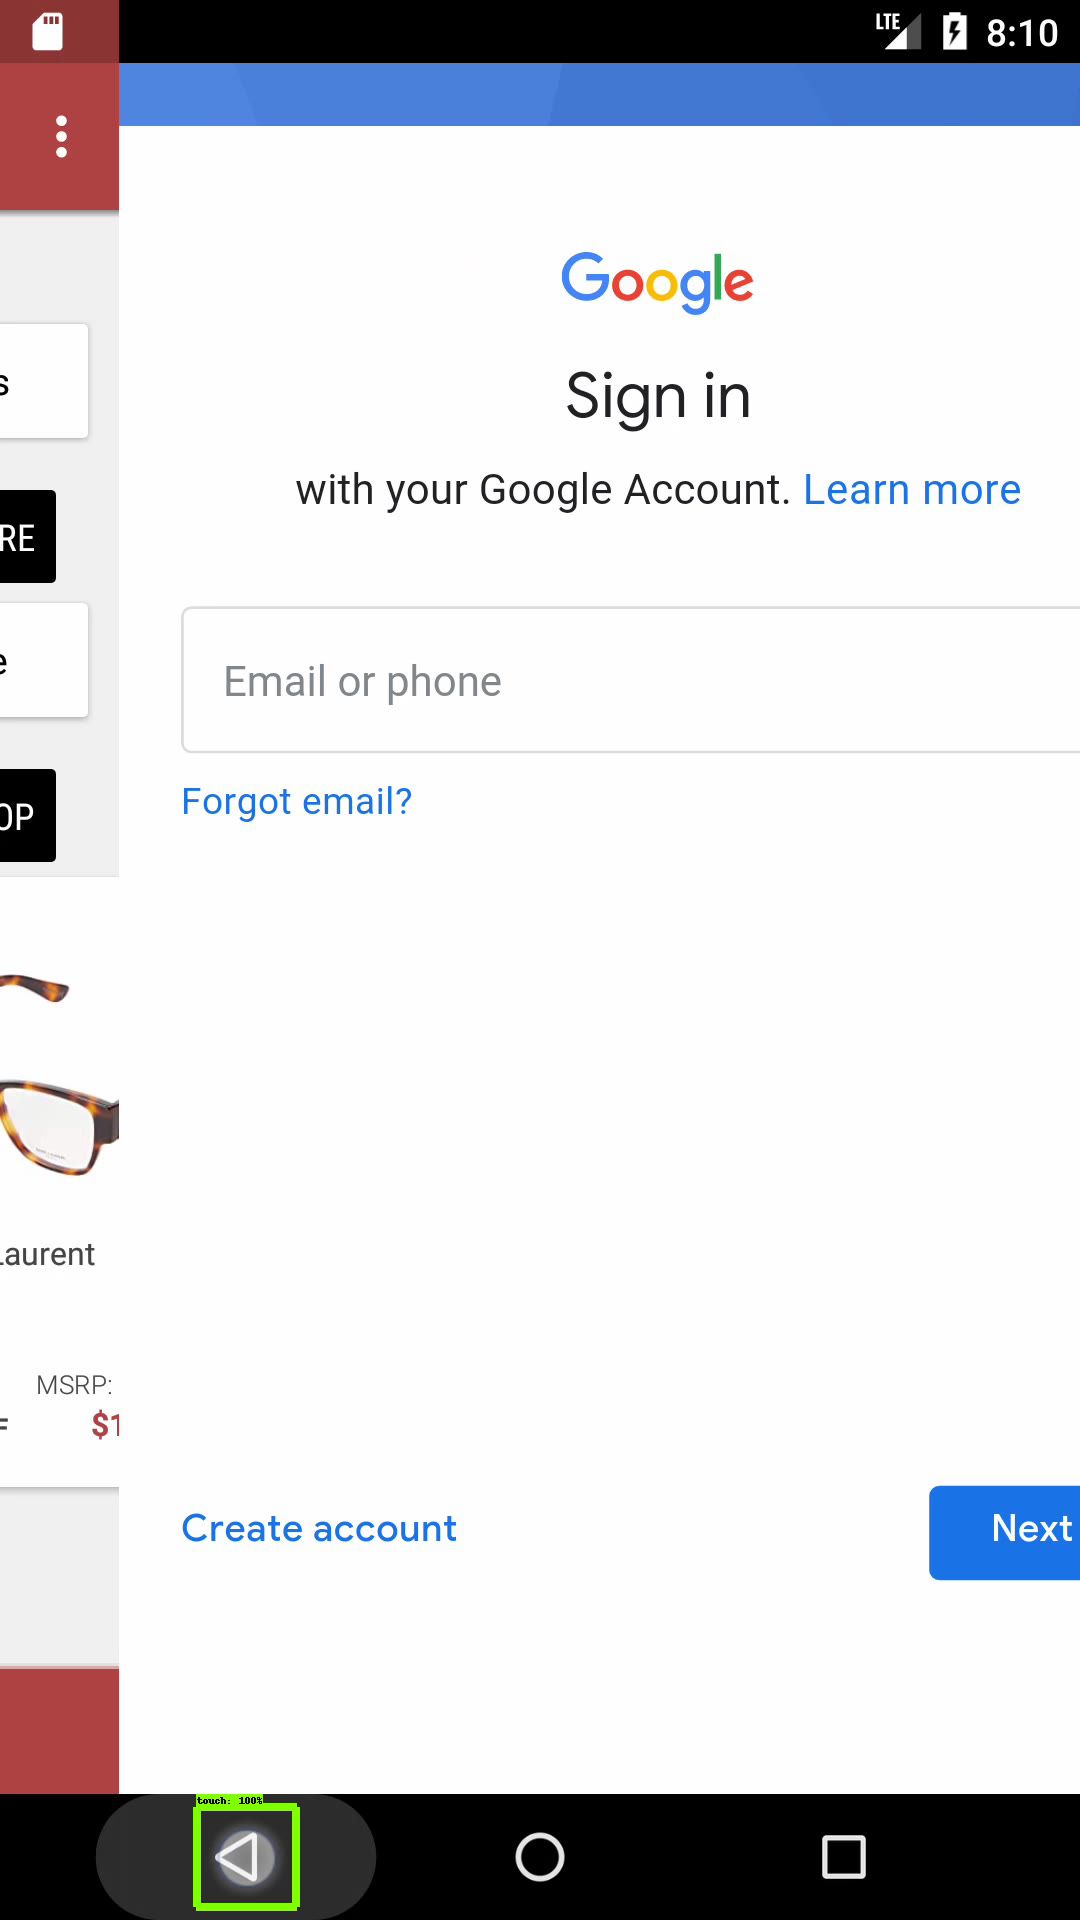 LTE 8:10
Google
Sign in
with your Google Account. Learn more
s
RE
Email or phone
e
Forgot email?
OP
Laurent
MSRP:
$1
Create account
Next
touch: 100%